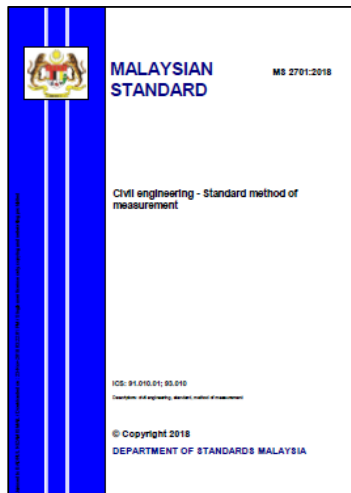 MALAYSIAN
STANDARD
MS 2701:2018
Civil engineering - Standard method of
measurement
ICS: 91.010.01; 93.010
Descriptors: civil engineering, standard, method of measurement
© Copyright 2018
DEPARTMENT OF STANDARDS MALAYSIA